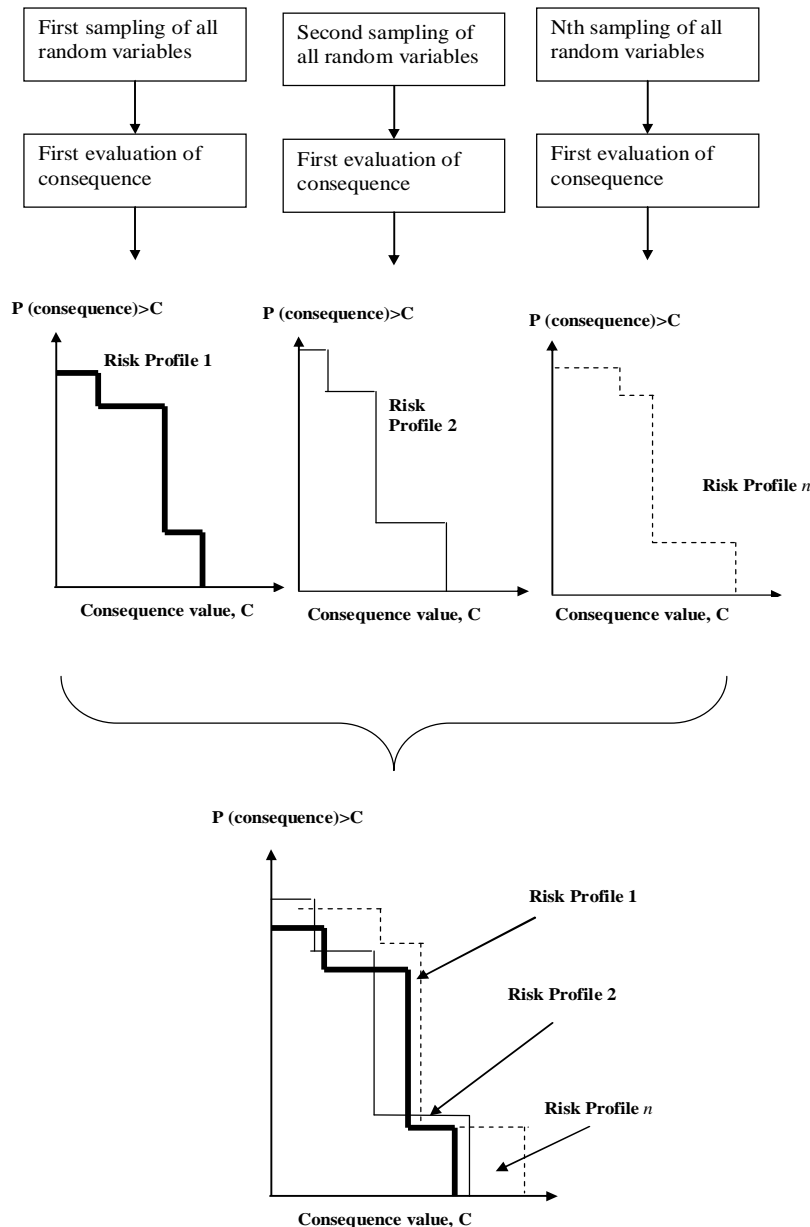 First sampling of all
random variables
Second sampling of
all random variables
Nth sampling of all
random variables
First evaluation of
consequence
First evaluation of
consequence
First evaluation of
consequence
P (consequence)>C
Risk Profile 1
Consequence value, C
P (consequence)>C
Risk
Profile 2
Consequence value, C
P (consequence)>C
Risk Profile n
Consequence value, C
P (consequence)>C
Risk Profile 1
Risk Profile 2
Risk Profile n
Consequence value, C